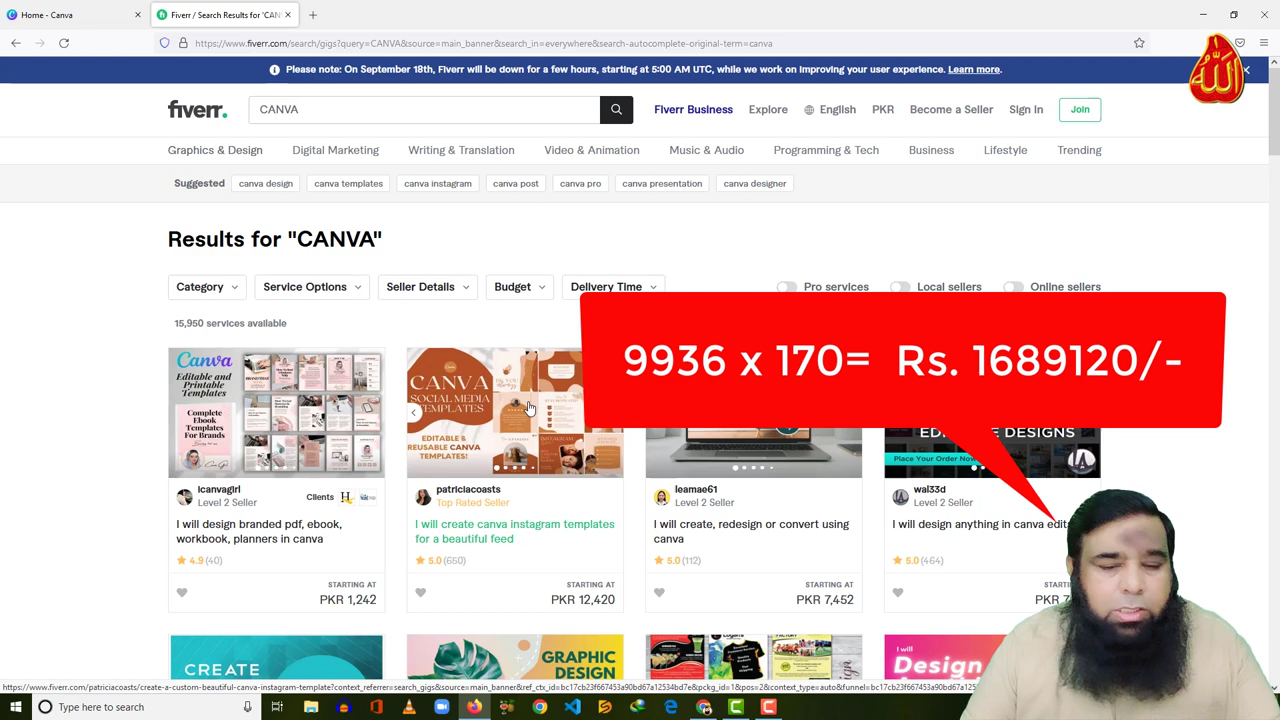 Home - Canva
Fiverr / Search Results for "CAN
https://www.fiverr.com/search/gigs?query=CANVA&source=main_banner&search_in=everywhere&search-autocomplete-original-term=canva
Please note: On September 18th, Fiverr will be down for a few hours, starting at 5:00 AM UTC, while we work on improving your user experience. Learn more.
الله
fiverr.
CANVA
Fiverr Business
Explore
English
PKR
Become a Seller
Sign In
Join
Graphics & Design
Digital Marketing
Writing & Translation
Video & Animation
Music & Audio
Programming & Tech
Business
Lifestyle
Trending
Suggested
canva design
canva templates
canva instagram
canva post
canva pro
canva presentation
canva designer
Results for "CANVA"
Category
Service Options
Seller Details
Budget
Delivery Time
Pro services
Local sellers
Online sellers
15,950 services available
9936 x 170= Rs. 1689120/-
Canva
Editable and
Printable
Templates
Complete
Ebook
Templates
For Brands
CANVA
SOCIAL MEDIA
TEMPLATES
EDITABLE &
REUSABLE CANVA
TEMPLATES!
DESIGNS
Place Your Order Now
icanvagirl
Level 2 Seller
Clients
I will design branded pdf, ebook,
workbook, planners in canva
4.9 (40)
STARTING AT
PKR 1,242
patriciacoasts
Top Rated Seller
I will create canva instagram templates
for a beautiful feed
5.0 (650)
STARTING AT
PKR 12,420
leamae61
Level 2 Seller
I will create, redesign or convert using
canva
5.0 (112)
STARTING AT
PKR 7,452
wal33d
Level 2 Seller
I will design anything in canva edit
5.0 (464)
STARTING AT
PKR 7
CREATE
GRAPHIC
DESIGN
I will
Design
Type here to search